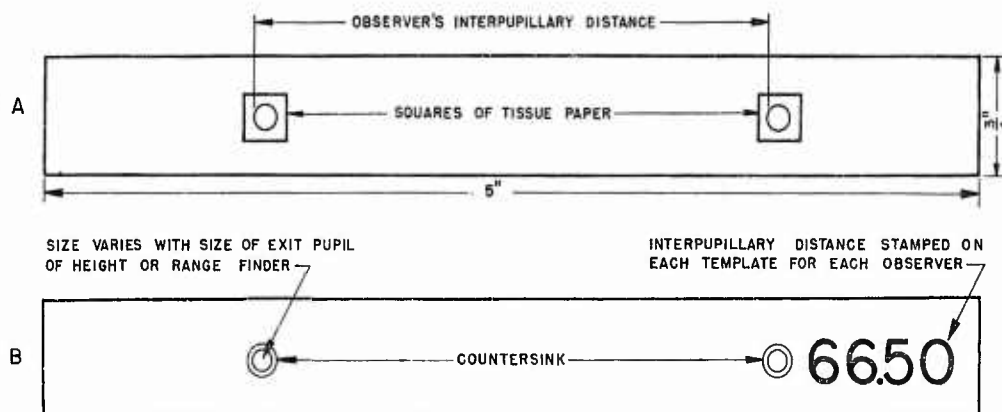 OBSERVER'S INTERPUPILLARY DISTANCE
A
SQUARES OF TISSUE PAPER
5"
SIZE VARIES WITH SIZE OF EXIT PUPIL
OF HEIGHT OR RANGE FINDER
INTERPUPILLARY DISTANCE STAMPED ON
EACH TEMPLATE FOR EACH OBSERVER
B
COUNTERSINK
66.50